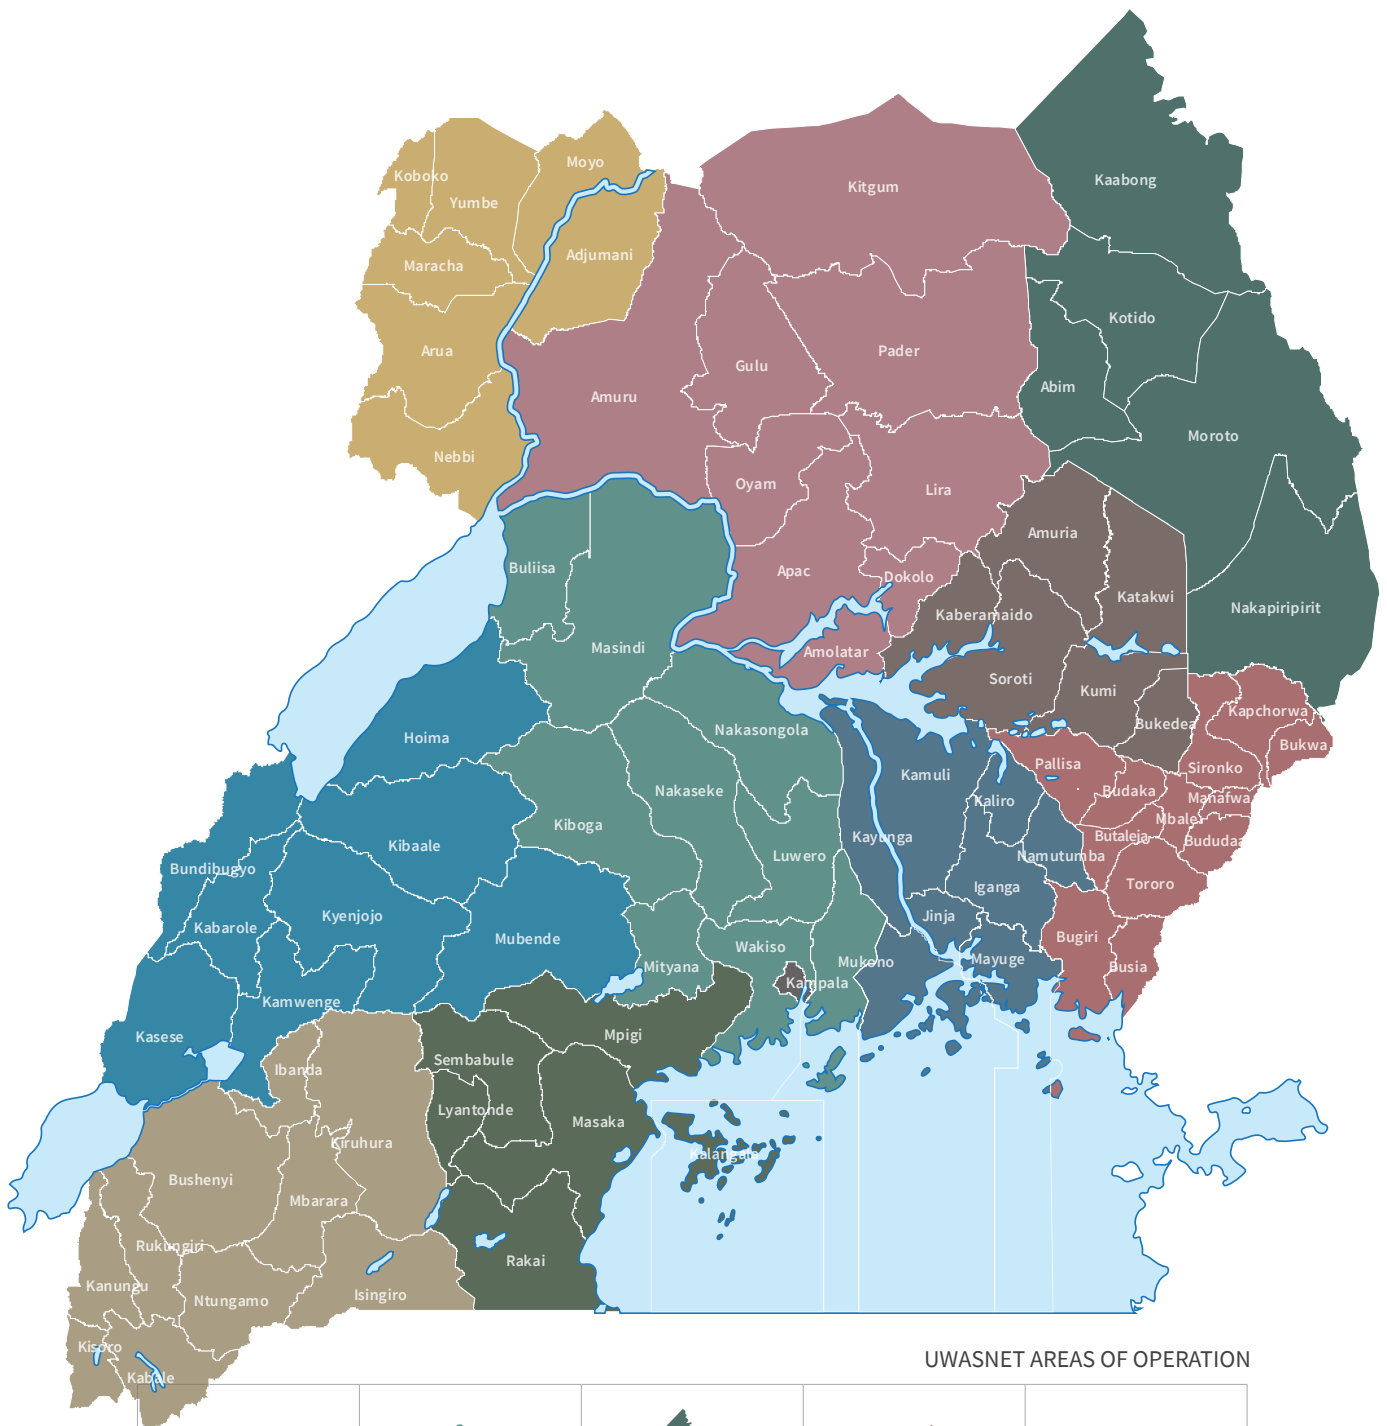 Moyo
Koboko
Yumbe
Kaabong
Kitgum
Adjumani
Maracha
Kotido
Arua
Pader
Gulu
Abim
Amuru
Moroto
Nebbi
Oyam
Lira
Amuria
Buliisa
Apac
Dokolo
Katakwi
Nakapiripirit
Kaberamaido
Masindi
Amolatar
Soroti
Kumi
Kapchorwa
Bukedea
Nakasongola
Hoima
Bukwa
Pallisa
Sironko
Kamuli
Nakaseke
Budaka
Kaliro
Manafwa
Mbale
Kiboga
Kayunga
Butaleja
Bududaa
Kibaale
Luwero
Namutumba
Bundibugyo
Iganga
Tororo
Kyenjojo
Jinja
Kabarole
Mubende
Bugiri
Wakiso
Mukono
Mayuge
Mityana
Busia
Kampala
Kamwenge
Kasese
Mpigi
Sembabule
Ibanda
Lyantonde
Masaka
Kiruhura
Kalangala
Bushenyi
Mbarara
Rukungiri
Rakai
Kanungu
Isingiro
Ntungamo
Kisoro
Kabale
UWASNET AREAS OF OPERATION